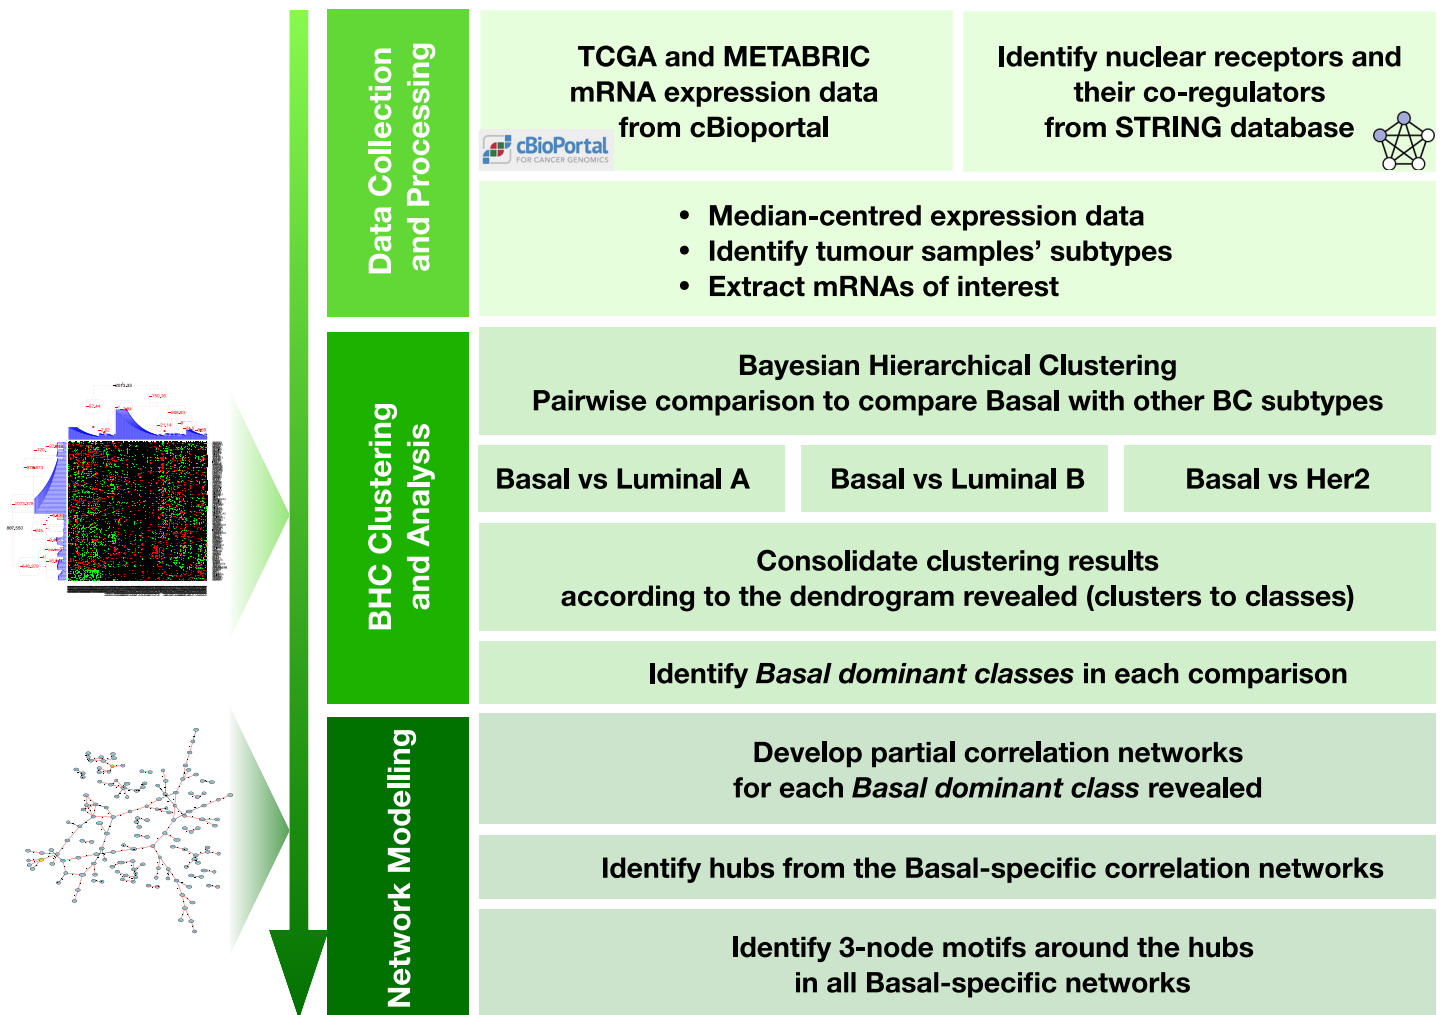 Data Collection
and Processing
TCGA and METABRIC
mRNA expression data
from cBioportal
cBioPortal
FOR CANCER GENOMICS
Identify nuclear receptors and
their co-regulators
from STRING database
• Median-centred expression data
• Identify tumour samples’ subtypes
• Extract mRNAs of interest
BHC Clustering
and Analysis
Bayesian Hierarchical Clustering
Pairwise comparison to compare Basal with other BC subtypes
Basal vs Luminal A
Basal vs Luminal B
Basal vs Her2
Consolidate clustering results
according to the dendrogram revealed (clusters to classes)
Identify Basal dominant classes in each comparison
Network Modelling
Develop partial correlation networks
for each Basal dominant class revealed
Identify hubs from the Basal-specific correlation networks
Identify 3-node motifs around the hubs
in all Basal-specific networks